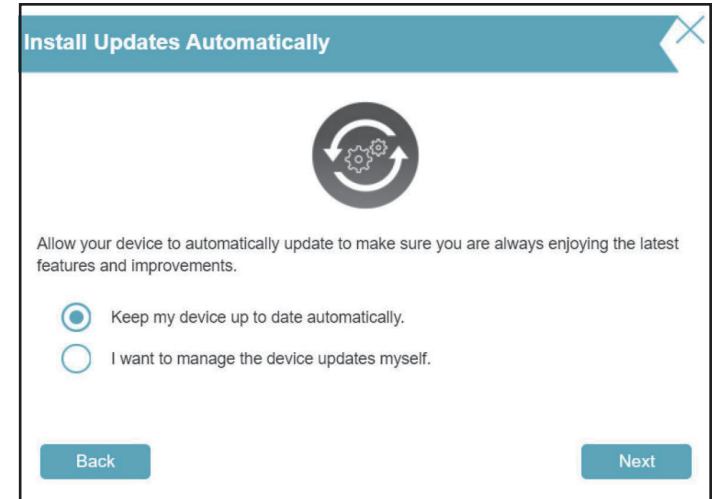 Install Updates Automatically
Allow your device to automatically update to make sure you are always enjoying the latest
features and improvements.
Keep my device up to date automatically.
I want to manage the device updates myself.
Back
Next